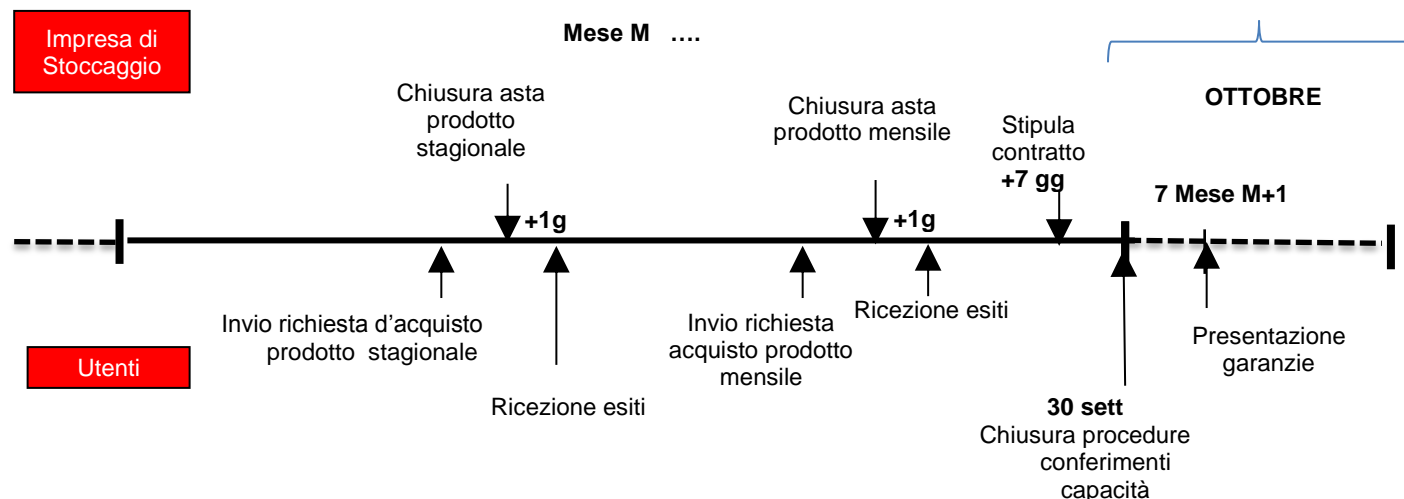 Impresa di
Stoccaggio
Mese M ....
OTTOBRE
Chiusura asta
prodotto
stagionale
Chiusura asta
prodotto mensile
Stipula
contratto
+7 gg
7 Mese M+1
+1g
+1g
Invio richiesta d’acquisto
prodotto stagionale
Ricezione esiti
Invio richiesta
acquisto prodotto
mensile
Ricezione esiti
Presentazione
garanzie
Utenti
30 sett
Chiusura procedure
conferimenti
capacità